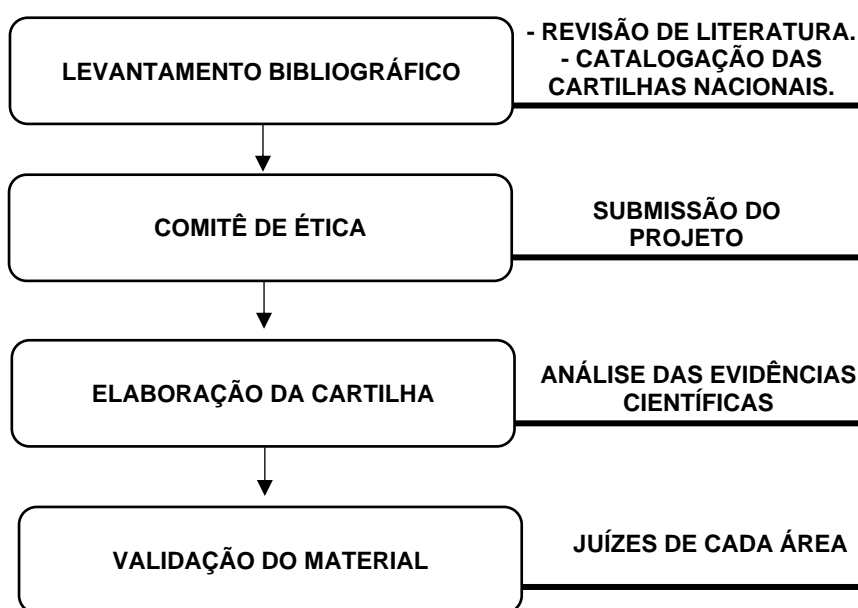 LEVANTAMENTO BIBLIOGRÁFICO
- REVISÃO DE LITERATURA.
- CATALOGAÇÃO DAS
CARTILHAS NACIONAIS.
COMITÊ DE ÉTICA
SUBMISSÃO DO
PROJETO
ELABORAÇÃO DA CARTILHA
ANÁLISE DAS EVIDÊNCIAS
CIENTÍFICAS
VALIDAÇÃO DO MATERIAL
JUÍZES DE CADA ÁREA